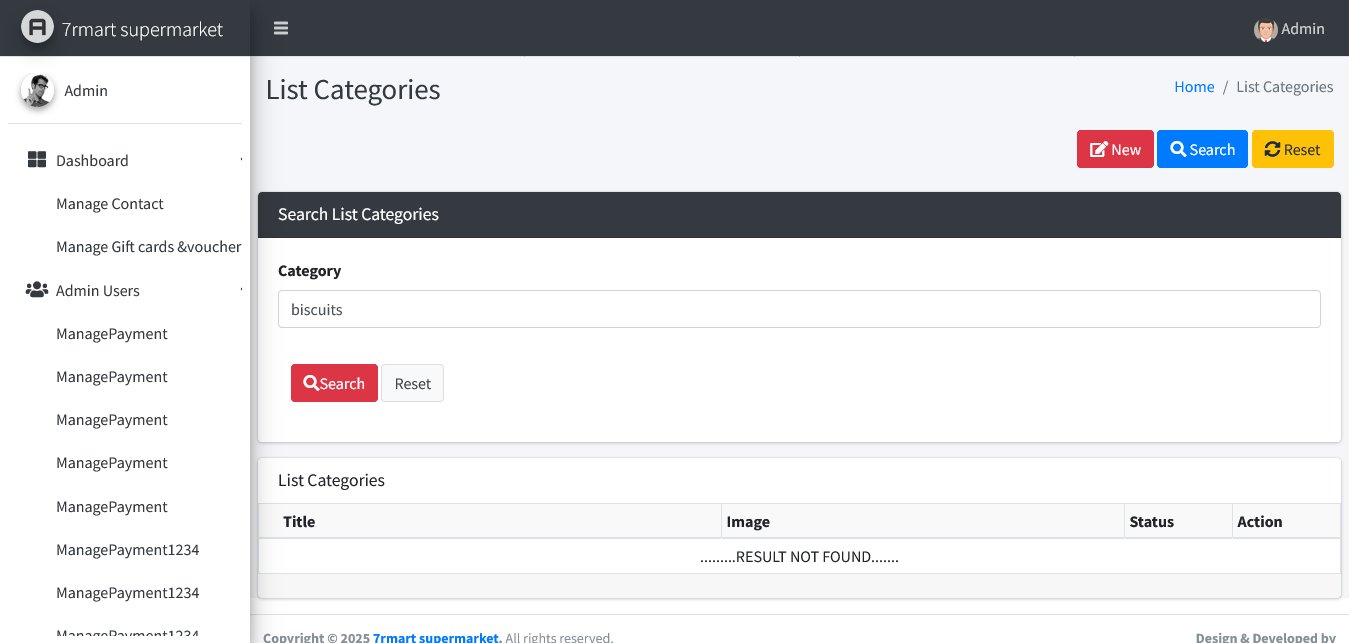 7rmart supermarket
Admin
Admin
List Categories
Home / List Categories
New Search Reset
Dashboard
Manage Contact
Manage Gift cards &voucher
Admin Users
ManagePayment
ManagePayment
ManagePayment
ManagePayment
ManagePayment
ManagePayment1234
ManagePayment1234
ManagePayment1234
Search List Categories
Category
biscuits
Search Reset
List Categories
Title Image Status Action
.........RESULT NOT FOUND.......
Copyright © 2025 7rmart supermarket. All rights reserved.
Design & Developed by